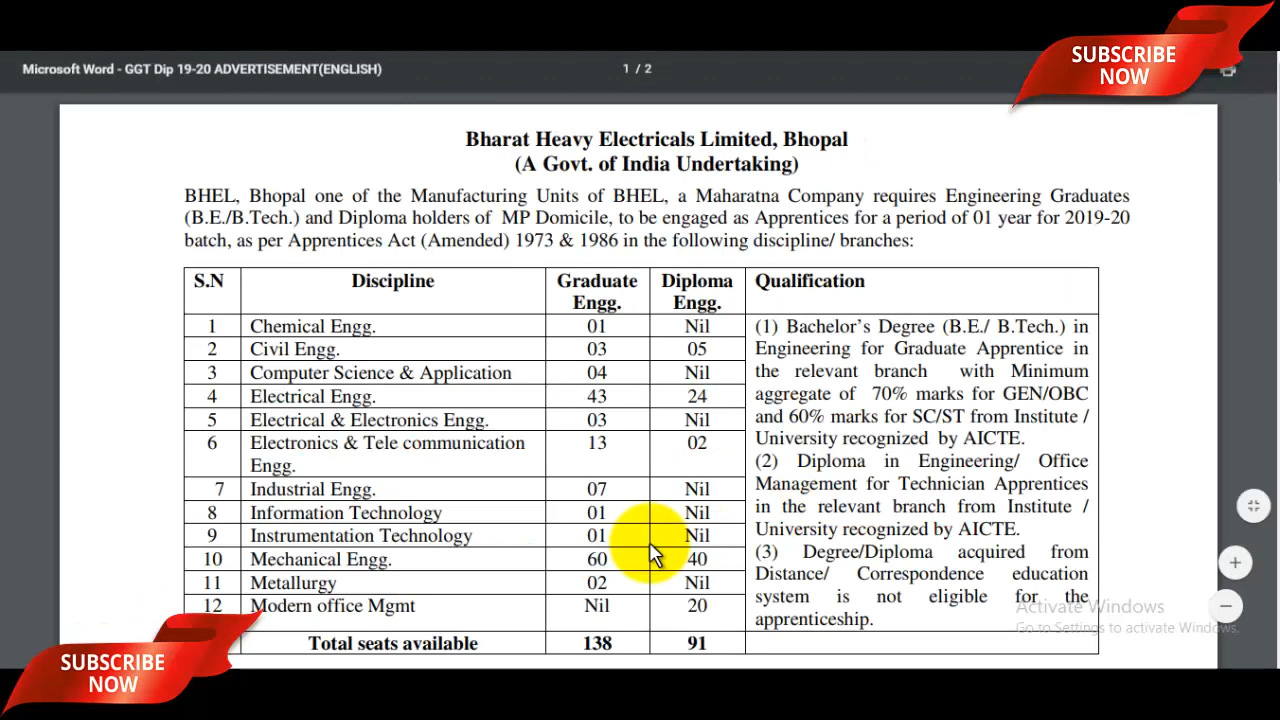 Microsoft Word - GGT Dip 19-20 ADVERTISEMENT(ENGLISH)
1 / 2
SUBSCRIBE
NOW
Bharat Heavy Electricals Limited, Bhopal
(A Govt. of India Undertaking)
BHEL, Bhopal one of the Manufacturing Units of BHEL, a Maharatna Company requires Engineering Graduates
(B.E./B.Tech.) and Diploma holders of MP Domicile, to be engaged as Apprentices for a period of 01 year for 2019-20
batch, as per Apprentices Act (Amended) 1973 & 1986 in the following discipline/ branches:
S.N Discipline Graduate Engg. Diploma Engg. Qualification
1 Chemical Engg. 01 Nil
2 Civil Engg. 03 05
3 Computer Science & Application 04 Nil
4 Electrical Engg. 43 24
5 Electrical & Electronics Engg. 03 Nil
6 Electronics & Tele communication 13 02
Engg.
7 Industrial Engg. 07 Nil
8 Information Technology 01 Nil
9 Instrumentation Technology 01 Nil
10 Mechanical Engg. 60 40
11 Metallurgy 02 Nil
12 Modern office Mgmt Nil 20
Total seats available 138 91
(1) Bachelor's Degree (B.E./ B.Tech.) in
Engineering for Graduate Apprentice in
the relevant branch with Minimum
aggregate of 70% marks for GEN/OBC
and 60% marks for SC/ST from Institute /
University recognized by AICTE.
(2) Diploma in Engineering/ Office
Management for Technician Apprentices
in the relevant branch from Institute /
University recognized by AICTE.
(3) Degree/Diploma acquired from
Distance/ Correspondence education
system is not eligible for the
apprenticeship.
Activate Windows
Go to Settings to activate Windows.
SUBSCRIBE
NOW